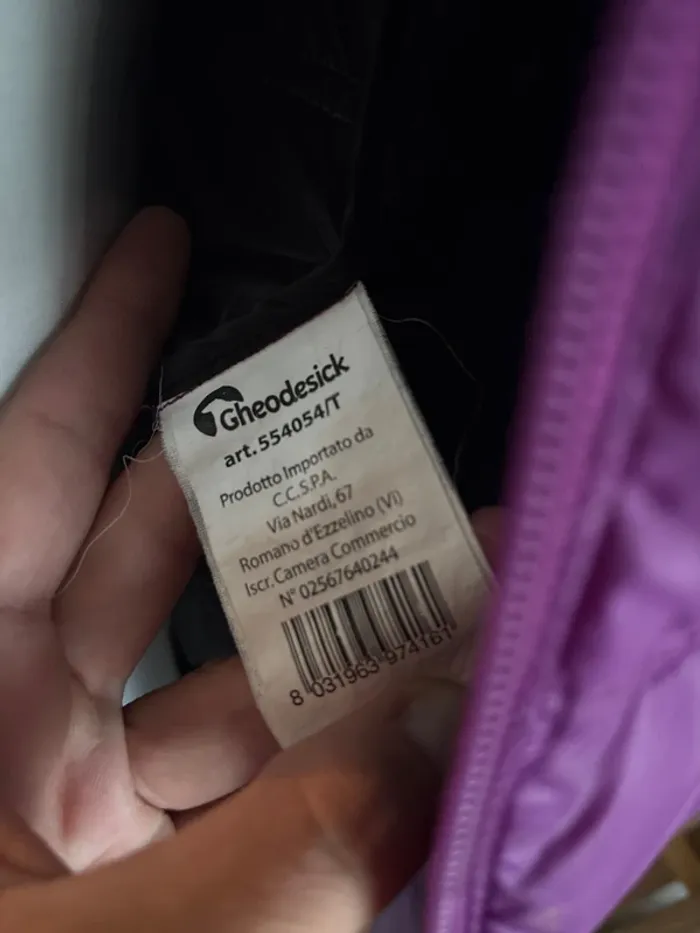 Gheodesick
art. 554054/T
Prodotto Importato da
C.C.S.P.A.
Via Nardi, 67
Romano d'Ezzelino (VI)
Iscr. Camera Commercio
N° 02567640244
8 031963 974161